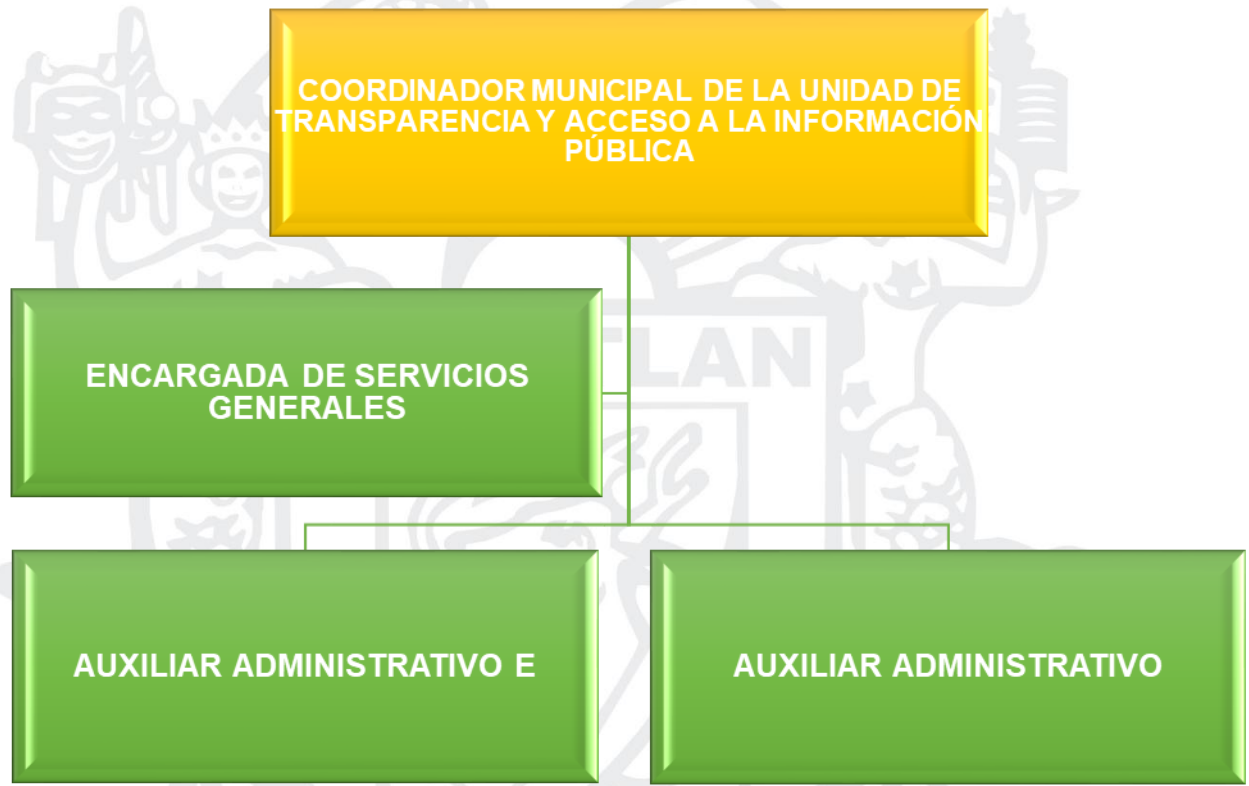 COORDINADOR MUNICIPAL DE LA UNIDAD DE
TRANSPARENCIA Y ACCESO A LA INFORMACIÓN
PÚBLICA
ENCARGADA DE SERVICIOS
GENERALES
TLAN
AUXILIAR ADMINISTRATIVO E
AUXILIAR ADMINISTRATIVO